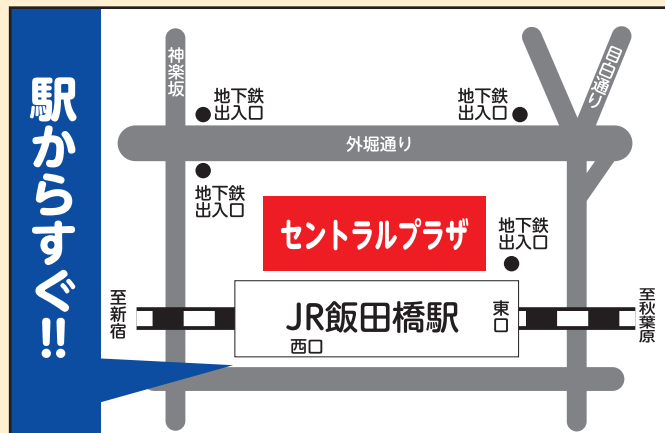 駅からすぐ!!
神楽坂
目白通り
地下鉄
出入口
地下鉄
出入口
外堀通り
地下鉄
出入口
セントラルプラザ
地下鉄
出入口
至新宿
JR飯田橋駅
西口
東口
至秋葉原